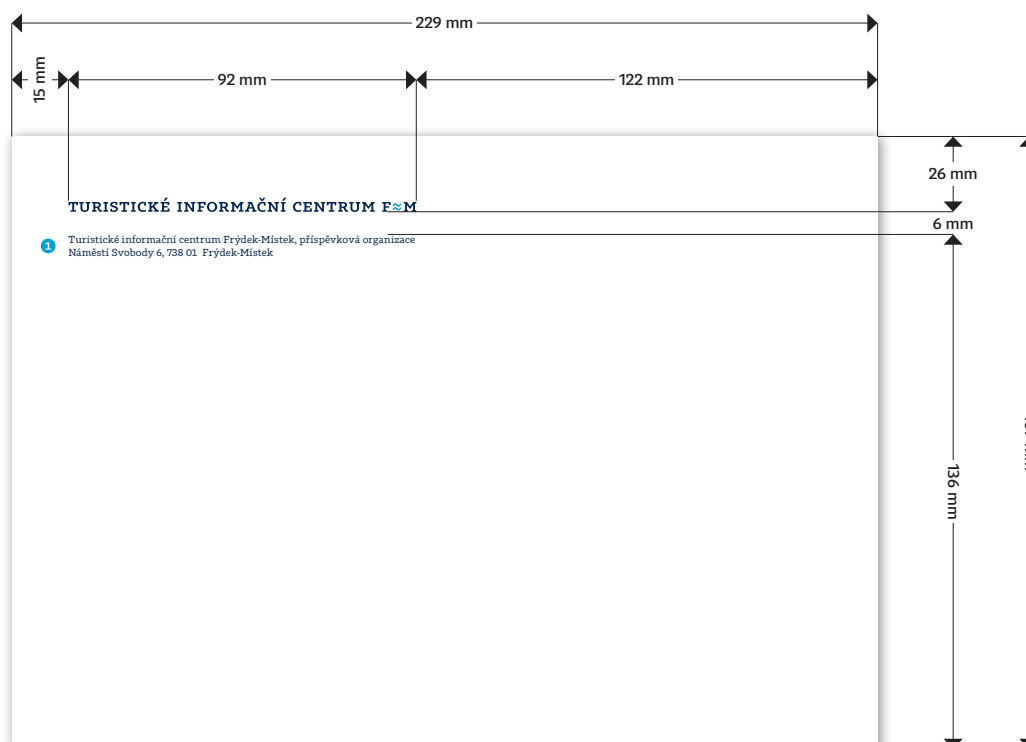 229 mm
15 mm
92 mm
122 mm
26 mm
TURISTICKÉ INFORMAČNÍ CENTRUM F≈M
6 mm
1
Turistické informační centrum Frýdek-Místek, příspěvková organizace
Náměstí Svobody 6, 738 01 Frýdek-Místek
136 mm